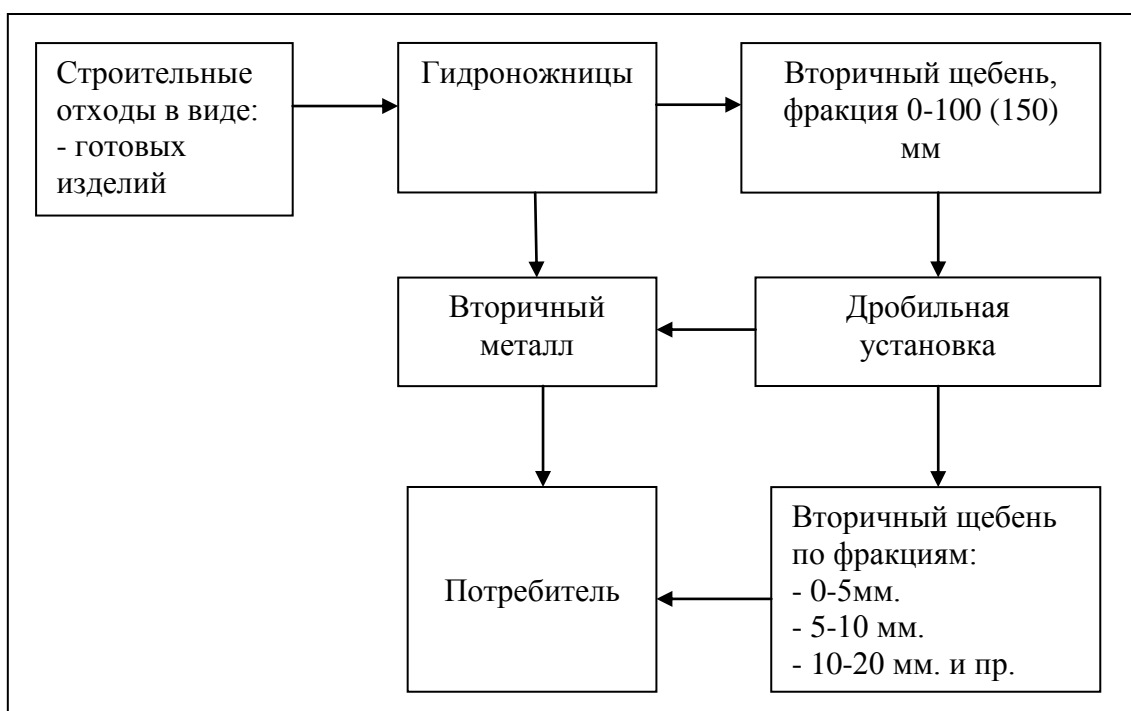 Строительные
отходы в виде:
- готовых
изделий
Гидроножницы
Вторичный щебень,
фракция 0-100 (150)
мм
Вторичный
металл
Дробильная
установка
Потребитель
Вторичный щебень
по фракциям:
- 0-5мм.
- 5-10 мм.
- 10-20 мм. и пр.